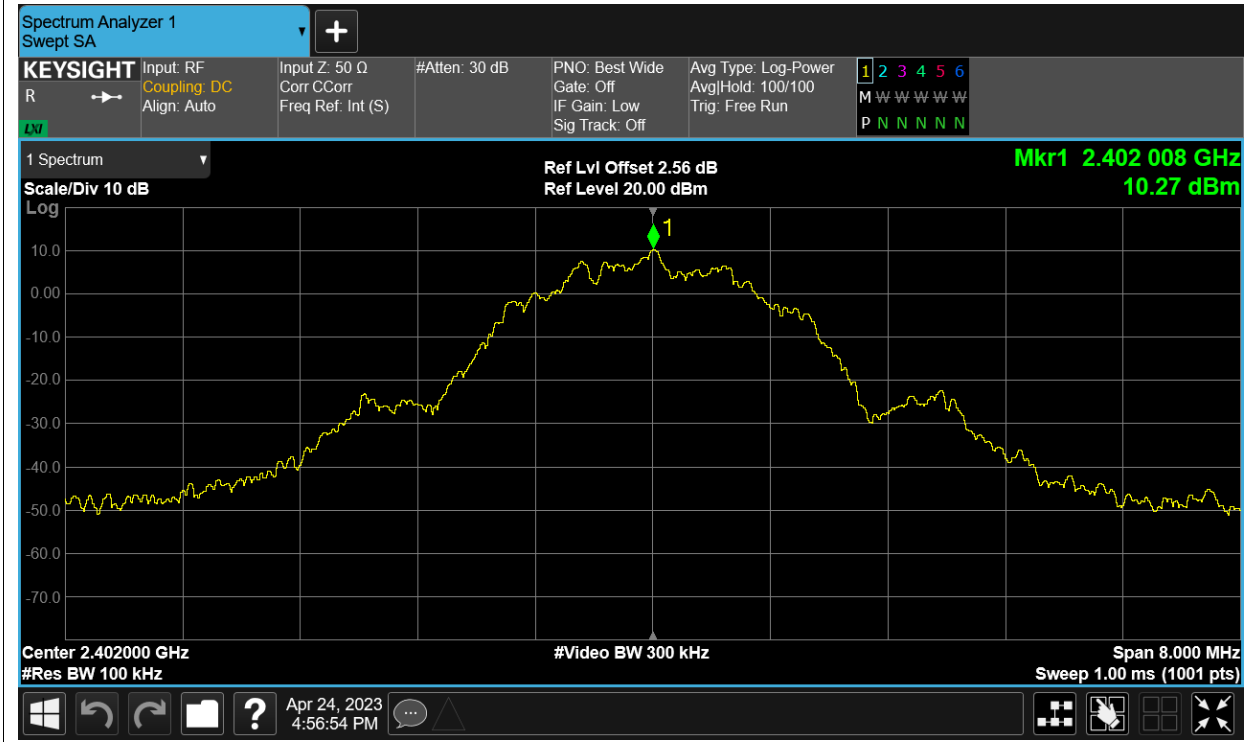 Spectrum Analyzer 1
Swept SA
+
KEYSIGHT
R
LXI
Input: RF
Coupling: DC
Align: Auto
Input Z: 50 Ω
Corr CCorr
Freq Ref: Int (S)
#Atten: 30 dB
PNO: Best Wide
Gate: Off
IF Gain: Low
Sig Track: Off
Avg Type: Log-Power
Avg|Hold: 100/100
Trig: Free Run
1 2 3 4 5 6
M W W W W W
P N N N N N
1 Spectrum
Scale/Div 10 dB
Log
Ref Lvl Offset 2.56 dB
Ref Level 20.00 dBm
Mkr1 2.402 008 GHz
10.27 dBm
1
10.0
0.00
-10.0
-20.0
-30.0
-40.0
-50.0
-60.0
-70.0
Center 2.402000 GHz
#Res BW 100 kHz
#Video BW 300 kHz
Span 8.000 MHz
Sweep 1.00 ms (1001 pts)
?
Apr 24, 2023
4:56:54 PM